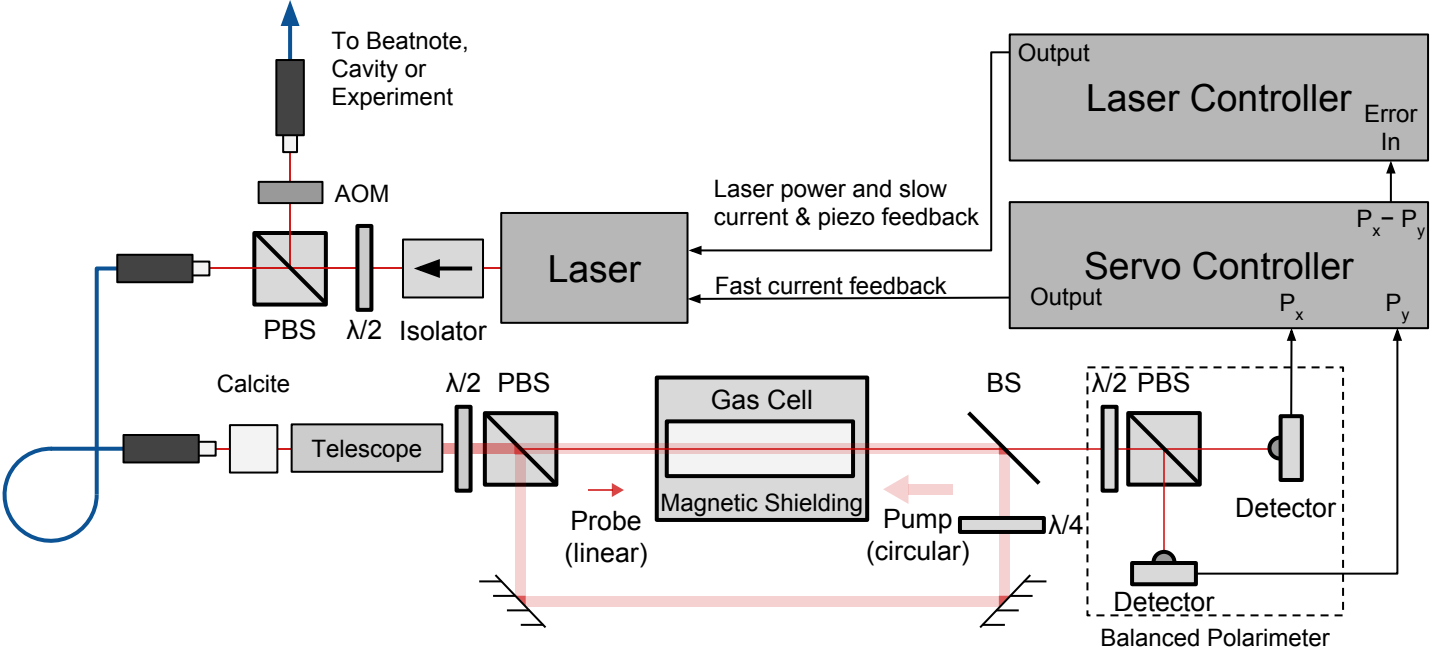 To Beatnote,
Cavity or
Experiment
AOM
PBS
λ/2
Isolator
Laser
Laser power and slow
current & piezo feedback
Fast current feedback
Output
Laser Controller
Error
In
Pₓ − Pᵧ
Servo Controller
Output
Pₓ
Pᵧ
Calcite
Telescope
λ/2
PBS
Gas Cell
Magnetic Shielding
Probe
(linear)
Pump
(circular)
BS
λ/4
λ/2
PBS
Detector
Detector
Balanced Polarimeter